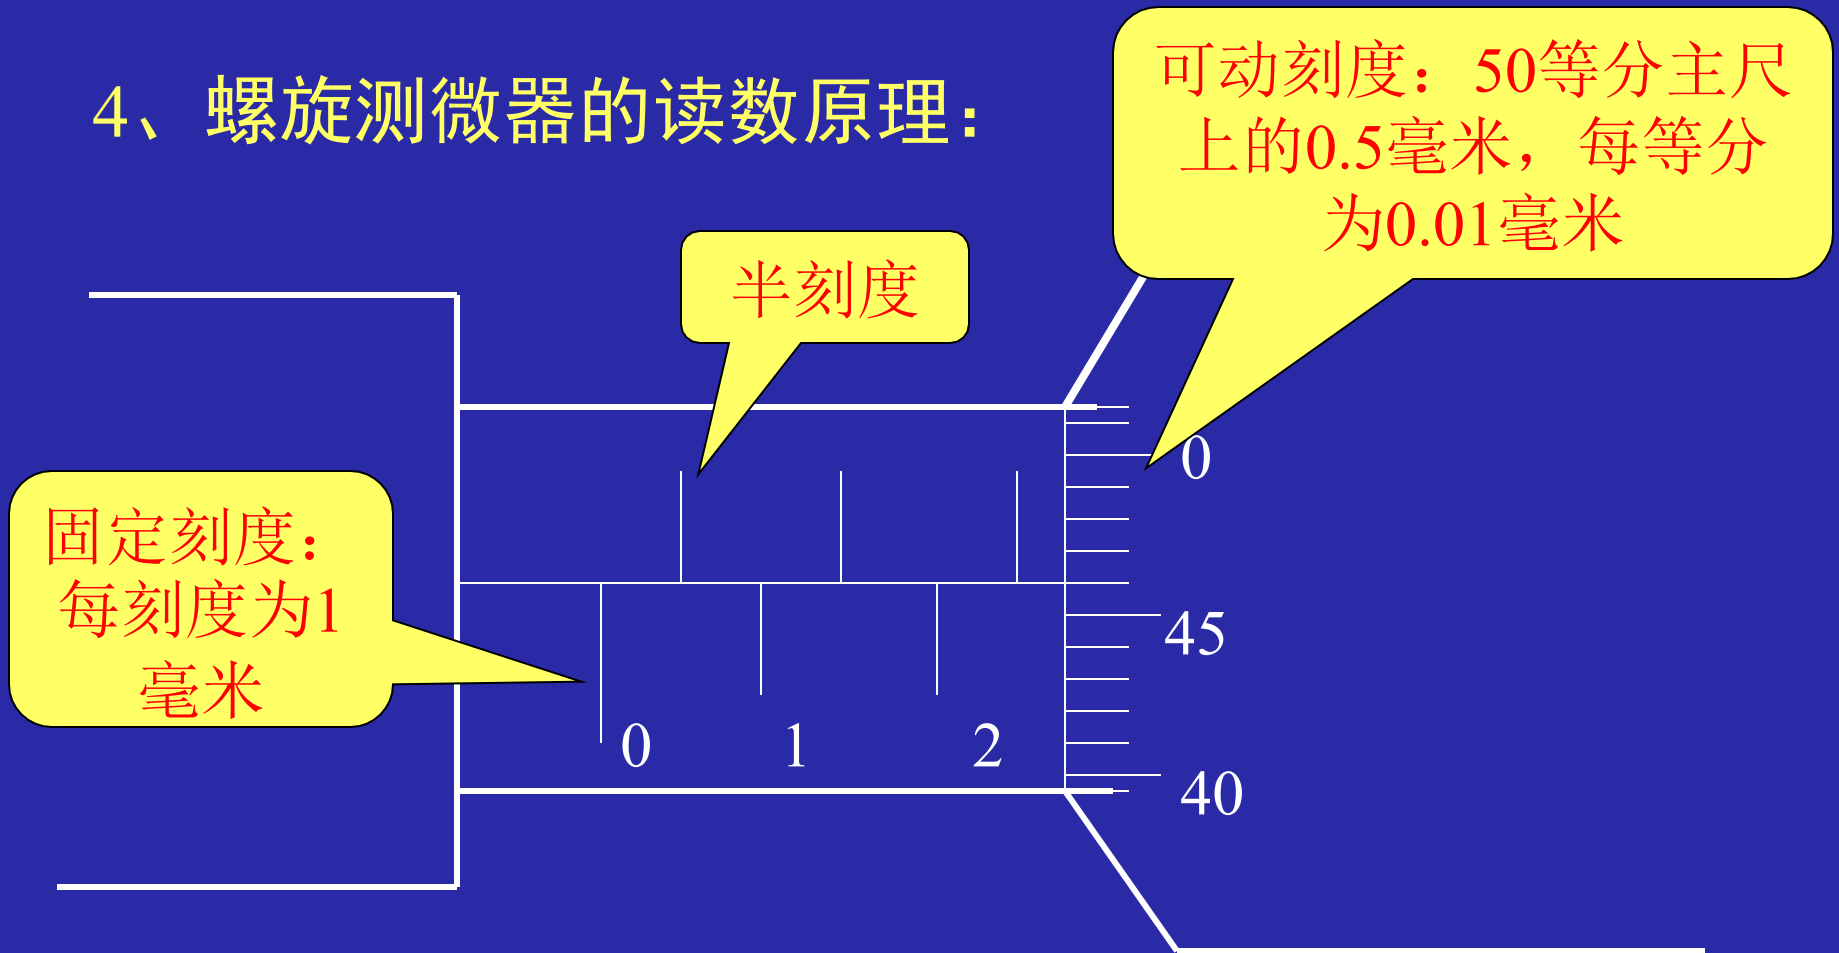 4、螺旋测微器的读数原理：
可动刻度：50等分主尺
上的0.5毫米，每等分
为0.01毫米
半刻度
固定刻度：
每刻度为1
毫米
0
45
40
0 1 2